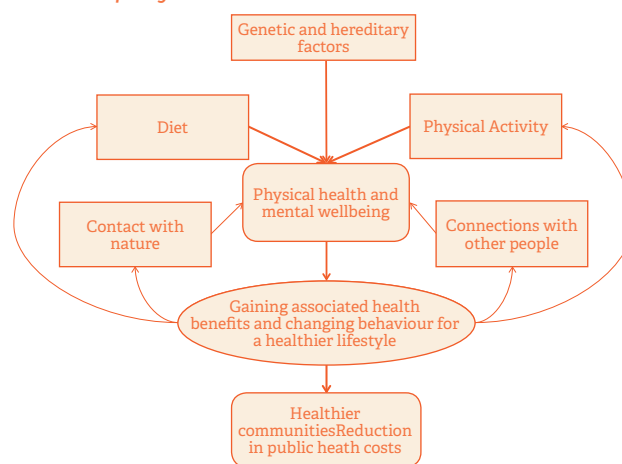 Genetic and hereditary
factors
Diet
Physical Activity
Physical health and
mental wellbeing
Contact with
nature
Connections with
other people
Gaining associated health
benefits and changing behaviour for
a healthier lifestyle
Healthier
communitiesReduction
in public heath costs